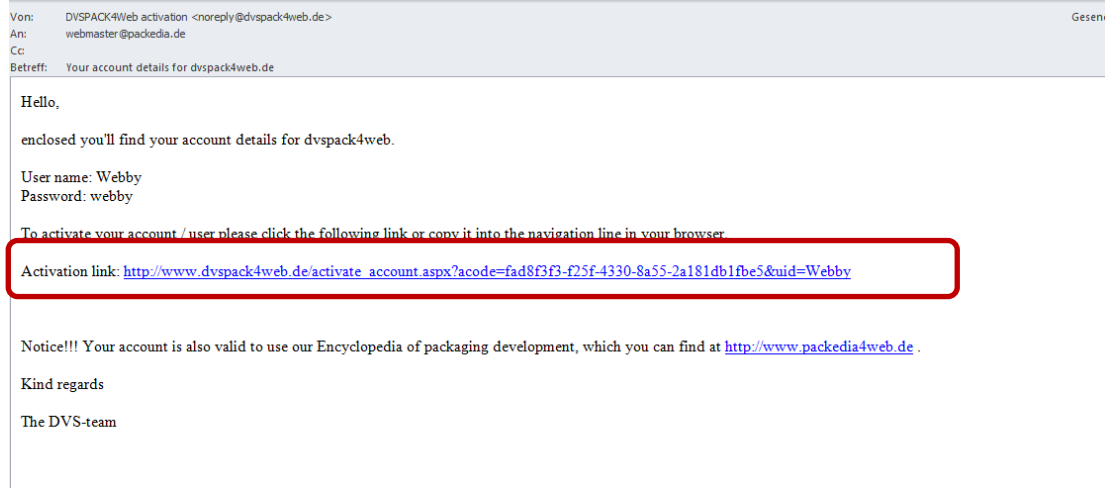 Von: DVSPACK4Web activation <noreply@dvspack4web.de>
An: webmaster@packedia.de
Cc
Betreff: Your account details for dvspack4web.de
Hello,
enclosed you'll find your account details for dvspack4web.
User name: Webby
Password: webby
To activate your account / user please click the following link or copy it into the navigation line in your browser.
Activation link: http://www.dvspack4web.de/activate_account.aspx?acode=fad8f3f3-f25f-4330-8a55-2a181db1fbe5&uid=Webby
Notice!!! Your account is also valid to use our Encyclopedia of packaging development, which you can find at http://www.packedia4web.de .
Kind regards
The DVS-team